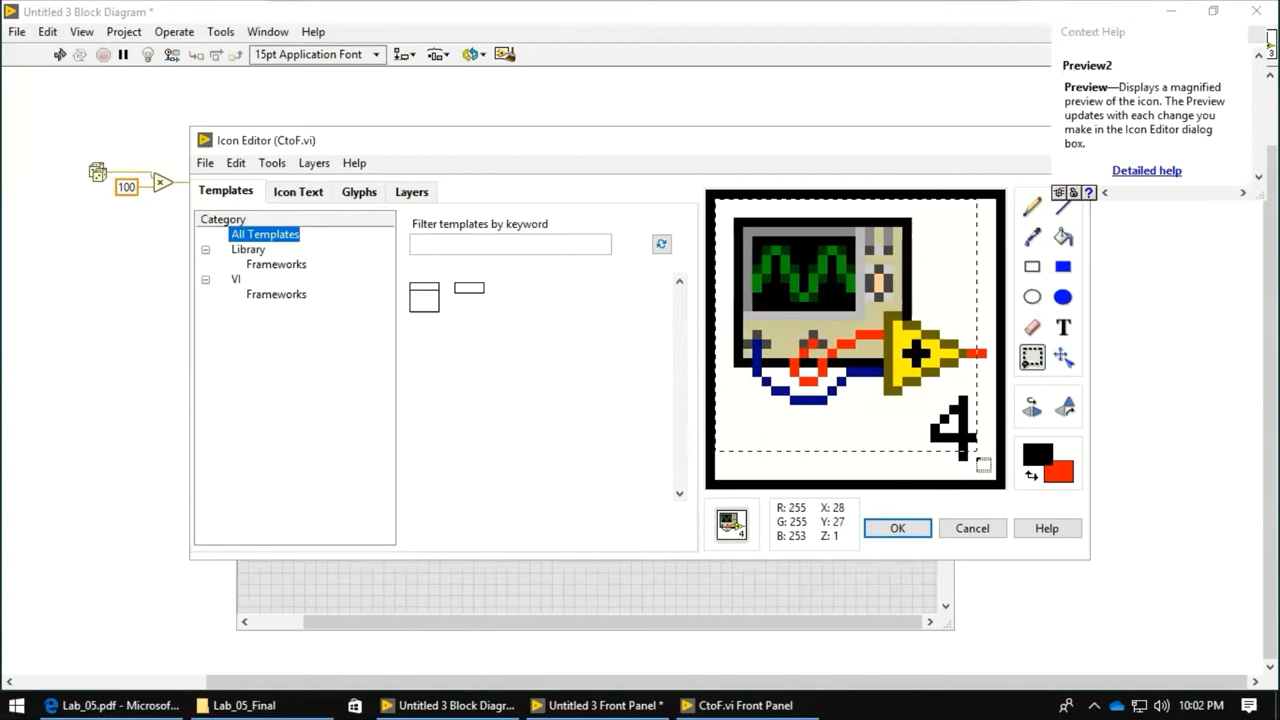 Untitled 3 Block Diagram *
File Edit View Project Operate Tools Window Help
15pt Application Font
Context Help
Preview2
Preview—Displays a magnified
preview of the icon. The Preview
updates with each change you
make in the Icon Editor dialog
box.
Detailed help
?
3
100
×
Icon Editor (CtoF.vi)
File Edit Tools Layers Help
Templates Icon Text Glyphs Layers
Category
All Templates
Library
Frameworks
VI
Frameworks
Filter templates by keyword
4
T
4
R: 255 X: 28
G: 255 Y: 27
B: 253 Z: 1
OK Cancel Help
Lab_05.pdf - Microsof...
Lab_05_Final
Untitled 3 Block Diagram...
Untitled 3 Front Panel *
CtoF.vi Front Panel
10:02 PM